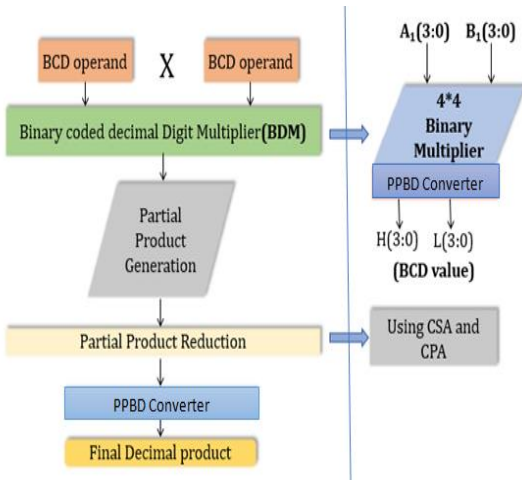 BCD operand X BCD operand
Binary coded decimal Digit Multiplier(BDM)
Partial
Product
Generation
Partial Product Reduction
PPBD Converter
Final Decimal product
A₁(3:0) B₁(3:0)
4*4
Binary
Multiplier
PPBD Converter
H(3:0) L(3:0)
(BCD value)
Using CSA and
CPA